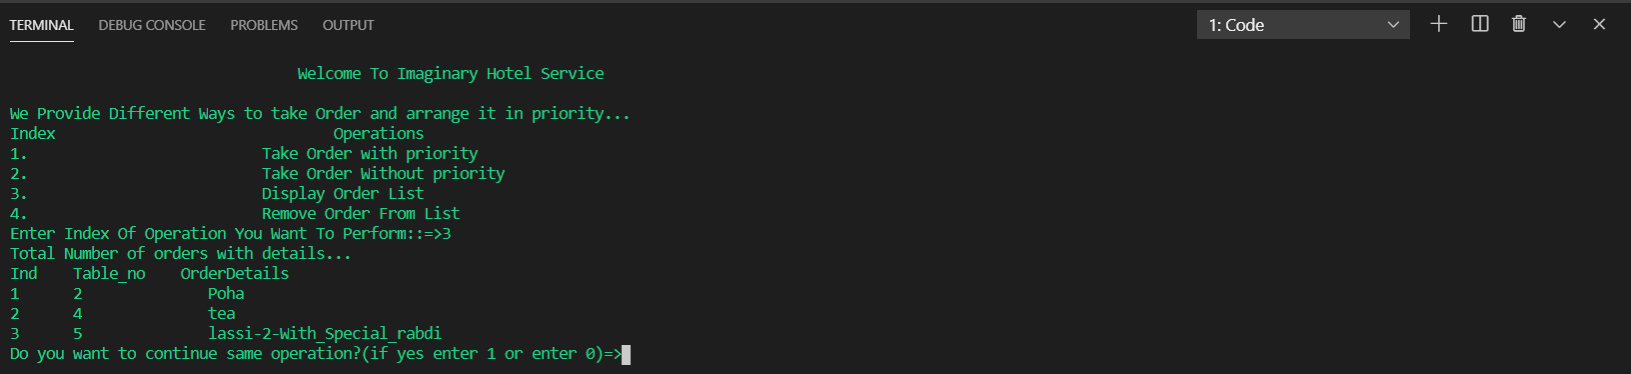 TERMINAL DEBUG CONSOLE PROBLEMS OUTPUT 1: Code
Welcome To Imaginary Hotel Service
We Provide Different Ways to take Order and arrange it in priority...
Index Operations
1. Take Order with priority
2. Take Order Without priority
3. Display Order List
4. Remove Order From List
Enter Index Of Operation You Want To Perform::=>3
Total Number of orders with details...
Ind Table_no OrderDetails
1 2 Poha
2 4 tea
3 5 lassi-2-With_Special_rabdi
Do you want to continue same operation?(if yes enter 1 or enter 0)=>